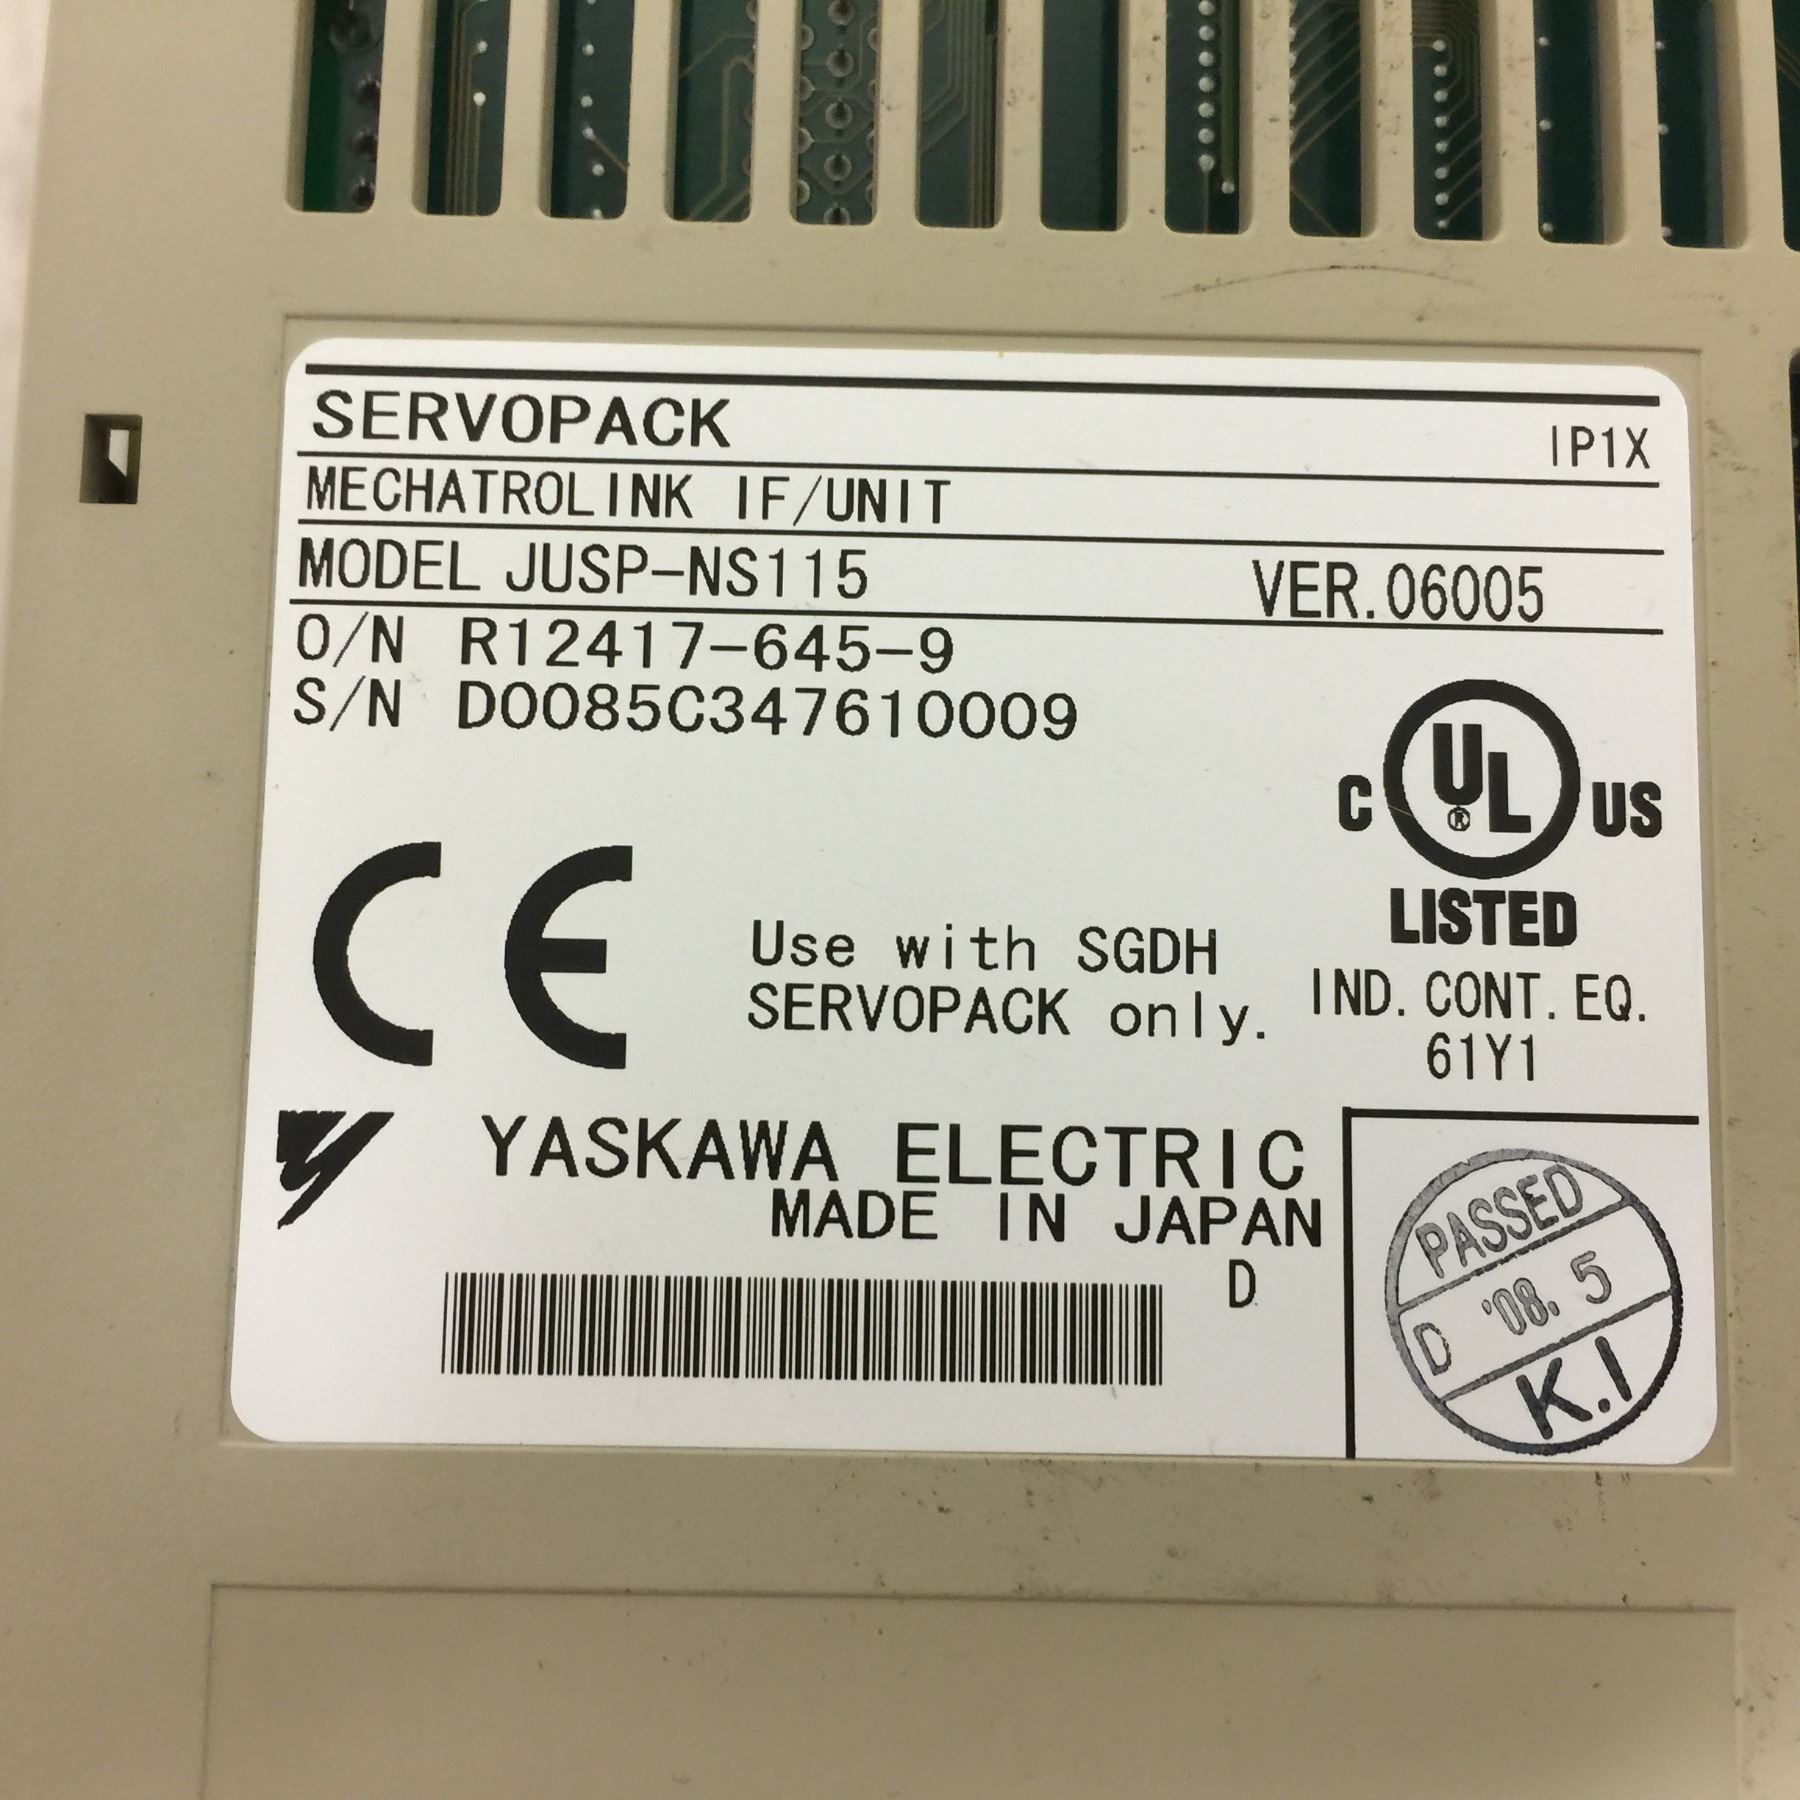 SERVOPACK IP1X
MECHATROLINK IF/UNIT
MODEL JUSP-NS115 VER.06005
O/N R12417-645-9
S/N D0085C347610009
C UL® US
LISTED
IND. CONT. EQ.
61Y1
CE
Use with SGDH
SERVOPACK only.
YASKAWA ELECTRIC
MADE IN JAPAN
D
PASSED
D '08. 5
K.I